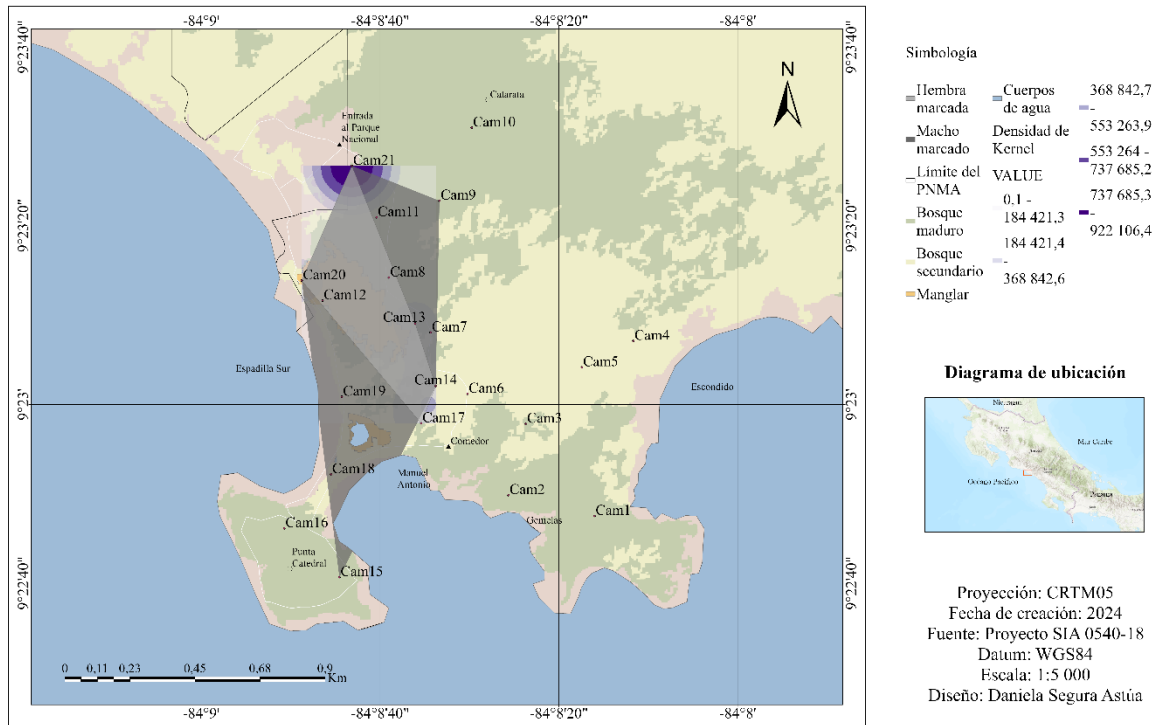 -84°9'
-84°8'40"
-84°8'20"
-84°8'
9°23'40"
9°23'40"
9°23'20"
9°23'20"
9°23'
9°23'
9°22'40"
9°22'40"
-84°9'
-84°8'40"
-84°8'20"
-84°8'
N
Catarata
Cam10
Entrada
al Parque
Nacional
Cam21
Cam9
Cam11
Cam8
Cam20
Cam12
Cam13
Cam7
Cam4
Cam5
Espadilla Sur
Cam14
Cam19
Cam6
Escondido
Cam17
Cam3
Comedor
Cam18
Manuel
Antonio
Cam2
Gemelas
Cam1
Cam16
Punta
Catedral
Cam15
0 0,11 0,23 0,45 0,68 0,9
Km
Simbología
Hembra
marcada
Macho
marcado
Límite del
PNMA
Bosque
maduro
Bosque
secundario
Manglar
Cuerpos
de agua
Densidad de
Kernel
VALUE
0,1 -
184 421,3
184 421,4
-
368 842,6
368 842,7
-
553 263,9
553 264 -
737 685,2
737 685,3
-
922 106,4
Diagrama de ubicación
Nicaragua
Mar Caribe
Océano Pacífico
Panama
Proyección: CRTM05
Fecha de creación: 2024
Fuente: Proyecto SIA 0540-18
Datum: WGS84
Escala: 1:5 000
Diseño: Daniela Segura Astúa